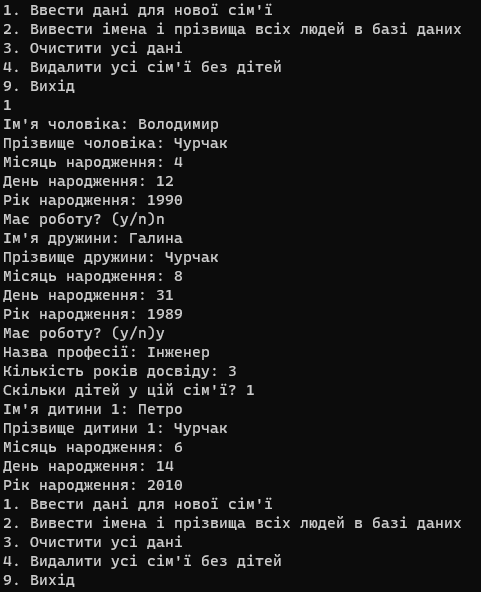 1. Ввести дані для нової сім'ї
2. Вивести імена і прізвища всіх людей в базі даних
3. Очистити усі дані
4. Видалити усі сім'ї без дітей
9. Вихід
1
Ім'я чоловіка: Володимир
Прізвище чоловіка: Чурчак
Місяць народження: 4
День народження: 12
Рік народження: 1990
Має роботу? (y/n)n
Ім'я дружини: Галина
Прізвище дружини: Чурчак
Місяць народження: 8
День народження: 31
Рік народження: 1989
Має роботу? (y/n)y
Назва професії: Інженер
Кількість років досвіду: 3
Скільки дітей у цій сім'ї? 1
Ім'я дитини 1: Петро
Прізвище дитини 1: Чурчак
Місяць народження: 6
День народження: 14
Рік народження: 2010
1. Ввести дані для нової сім'ї
2. Вивести імена і прізвища всіх людей в базі даних
3. Очистити усі дані
4. Видалити усі сім'ї без дітей
9. Вихід